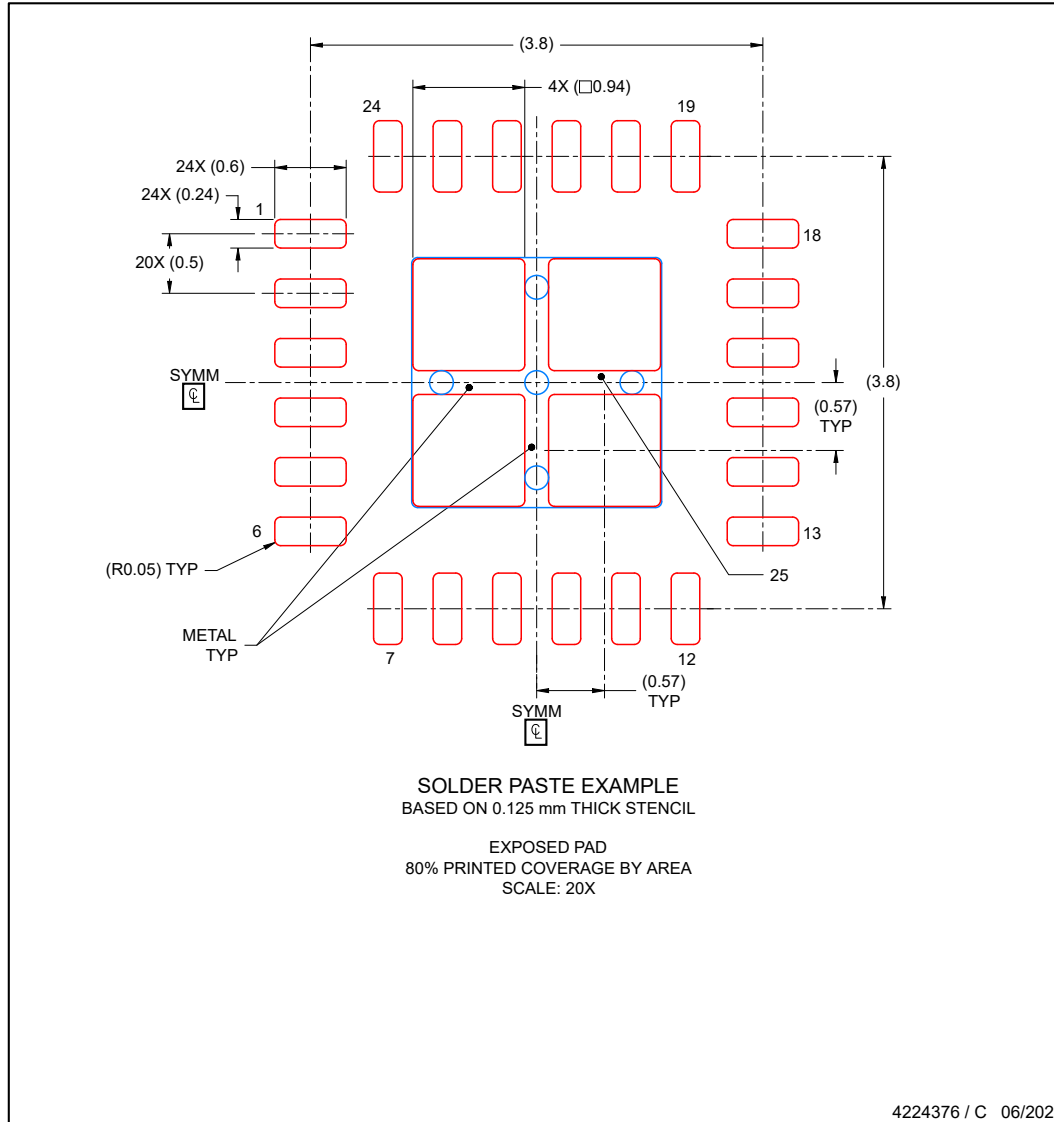 (3.8)
4X (□0.94)
24
19
24X (0.6)
24X (0.24)
1
18
20X (0.5)
SYMM
℄
(3.8)
(0.57)
TYP
6
13
(R0.05) TYP
25
METAL
TYP
7
12
(0.57)
TYP
SYMM
℄
SOLDER PASTE EXAMPLE
BASED ON 0.125 mm THICK STENCIL
EXPOSED PAD
80% PRINTED COVERAGE BY AREA
SCALE: 20X
4224376 / C 06/202